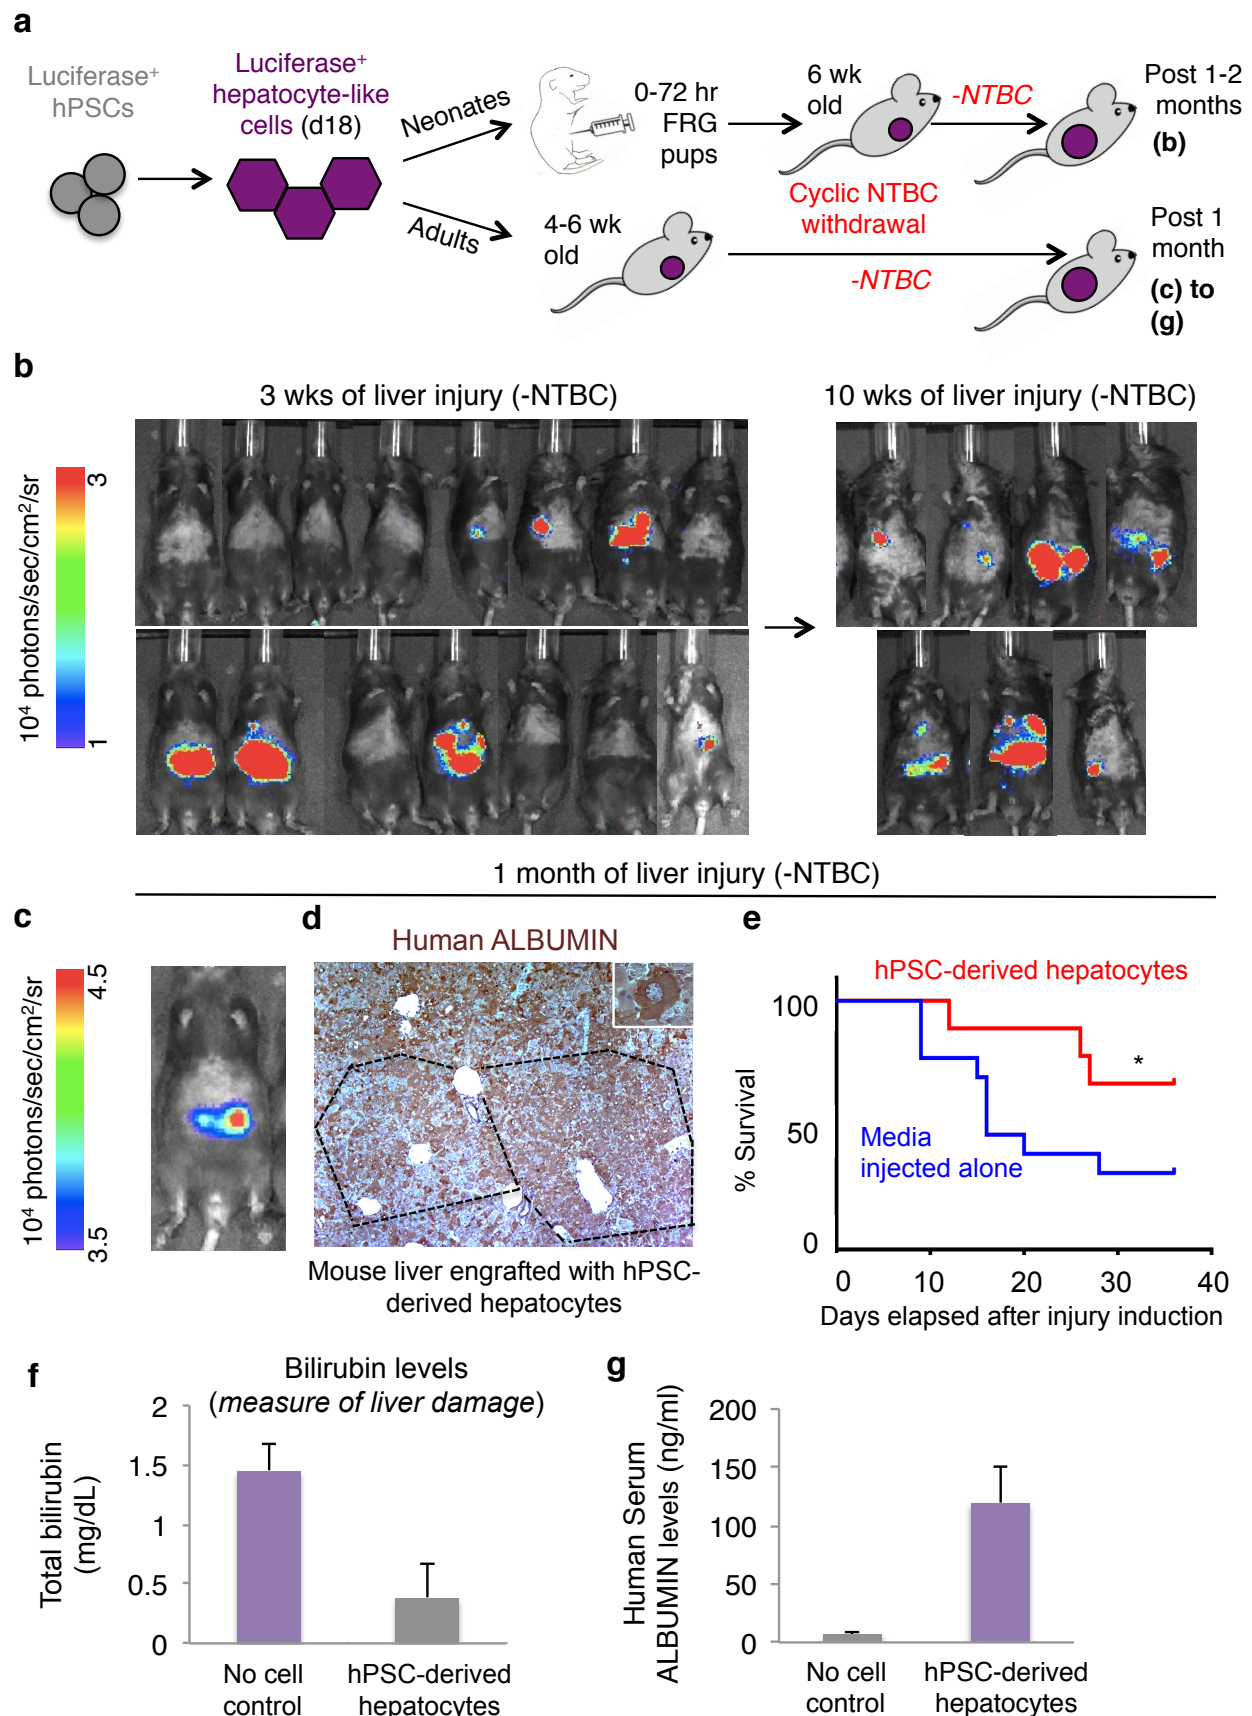 a
Luciferase+
hPSCs
Luciferase+
hepatocyte-like
cells (d18)
Neonates
Adults
0-72 hr
FRG
pups
6 wk
old
-NTBC
Post 1-2
months
(b)
Cyclic NTBC
withdrawal
4-6 wk
old
-NTBC
Post 1
month
(c) to
(g)
b
3 wks of liver injury (-NTBC)
10 wks of liver injury (-NTBC)
10⁴ photons/sec/cm²/sr
3
1
1 month of liver injury (-NTBC)
c
10⁴ photons/sec/cm²/sr
4.5
3.5
d
Human ALBUMIN
Mouse liver engrafted with hPSC-
derived hepatocytes
e
hPSC-derived hepatocytes
*
Media
injected alone
% Survival
100
50
0
0 10 20 30 40
Days elapsed after injury induction
f
Bilirubin levels
(measure of liver damage)
Total bilirubin
(mg/dL)
2
1.5
1
0.5
0
No cell
control
hPSC-derived
hepatocytes
g
Human Serum
ALBUMIN levels (ng/ml)
200
150
100
50
0
No cell
control
hPSC-derived
hepatocytes